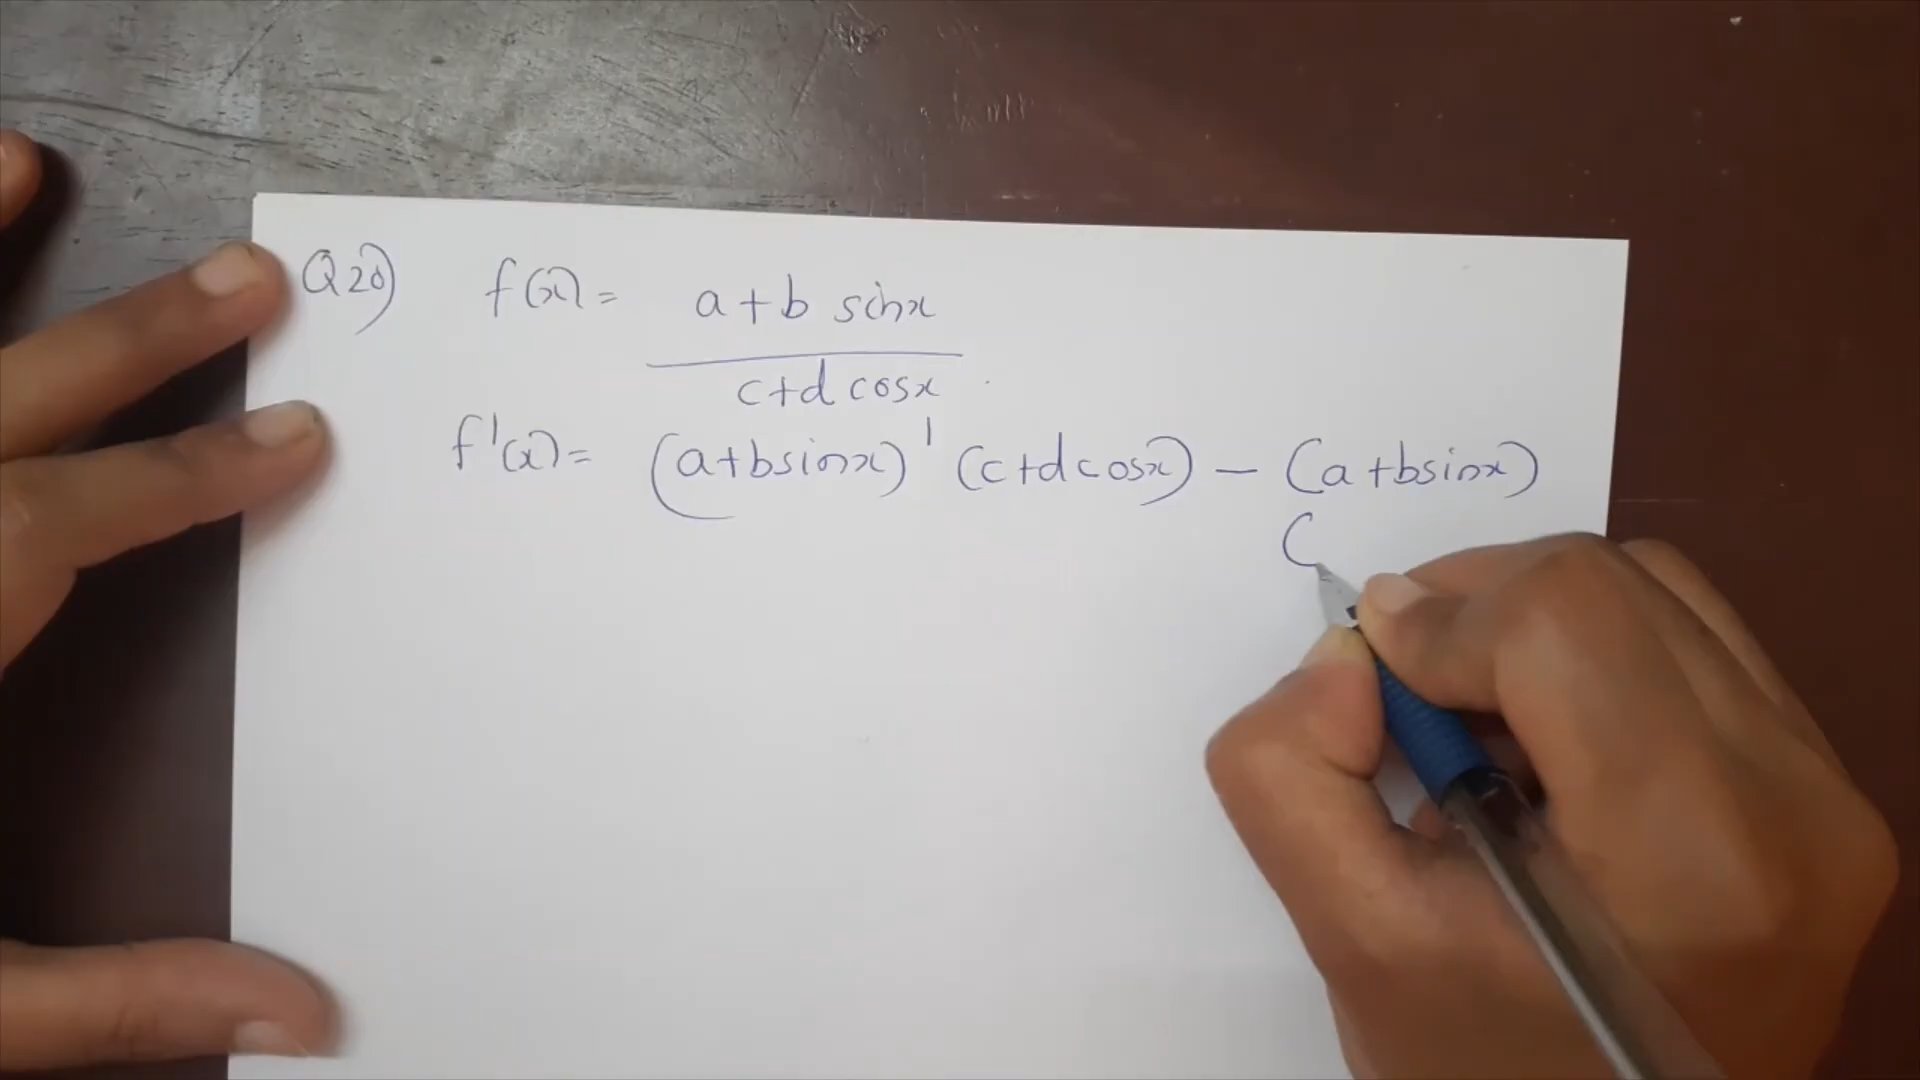 Q20) f(x) = a+b sinx
c+d cosx
f'(x) = (a+bsinx)' (c+dcosx) - (a+bsinx)
(